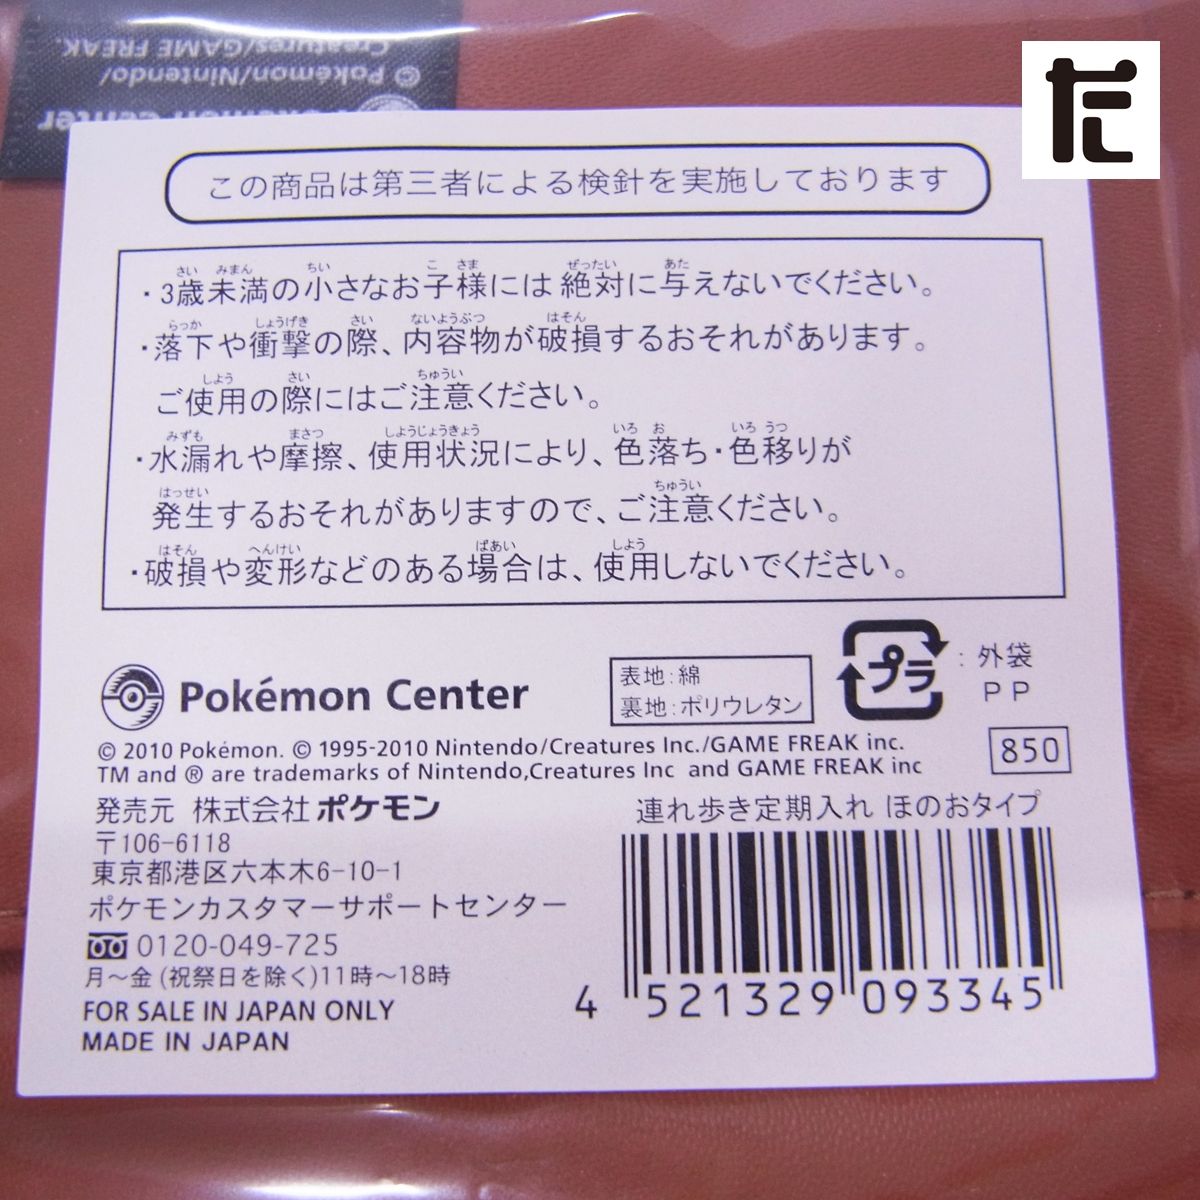 Creatures/GAME FREAK.
© Pokémon/Nintendo/
だ
この商品は第三者による検針を実施しております
・3歳未満の小さなお子様には絶対に与えないでください。
・落下や衝撃の際、内容物が破損するおそれがあります。
ご使用の際にはご注意ください。
・水漏れや摩擦、使用状況により、色落ち・色移りが
発生するおそれがありますので、ご注意ください。
・破損や変形などのある場合は、使用しないでください。
Pokémon Center
表地:綿
裏地:ポリウレタン
プラ : 外袋
PP
© 2010 Pokémon. © 1995-2010 Nintendo/Creatures Inc./GAME FREAK inc.
TM and ® are trademarks of Nintendo,Creatures Inc and GAME FREAK inc
850
発売元 株式会社ポケモン
〒106-6118
東京都港区六本木6-10-1
ポケモンカスタマーサポートセンター
0120-049-725
月～金(祝祭日を除く)11時～18時
FOR SALE IN JAPAN ONLY
MADE IN JAPAN
連れ歩き定期入れ ほのおタイプ
4 521329 093345